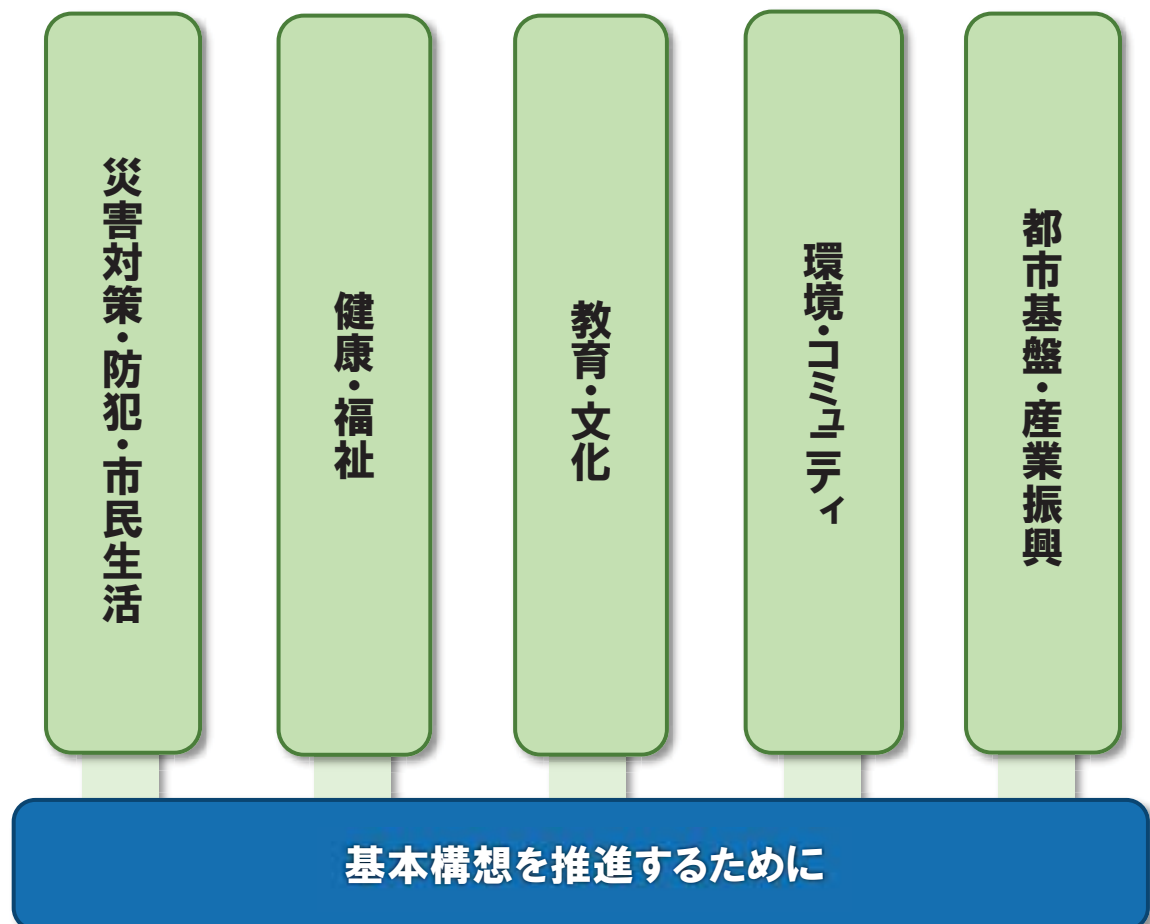 災害対策・防犯・市民生活
健康・福祉
教育・文化
環境・コミュニティ
都市基盤・産業振興
基本構想を推進するために